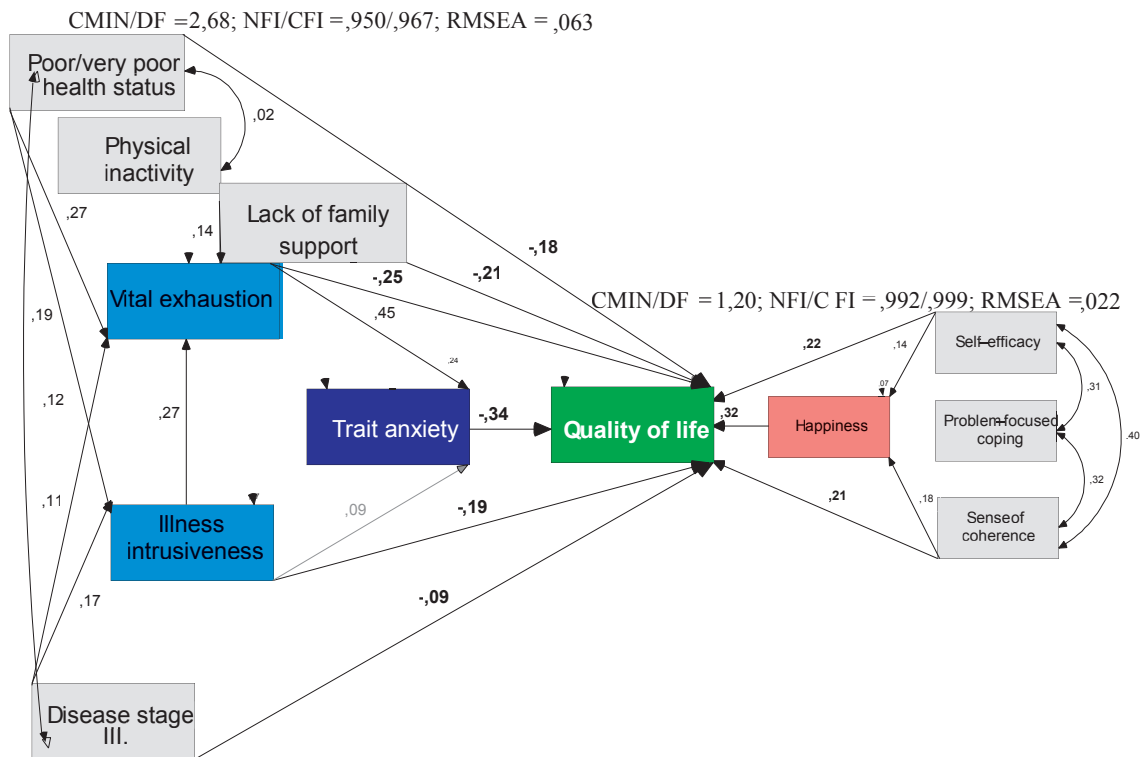 CMIN/DF =2,68; NFI/CFI =,950/,967; RMSEA = ,063
Poor/very poor
health status
,02
Physical
inactivity
,27
,14
Lack of family
support
-,18
-,25
-,21
Vital exhaustion
CMIN/DF = 1,20; NFI/C FI = ,992/,999; RMSEA =,022
,19
,45
,22
,14
Self–efficacy
,24
,07
,31
,12
,27
Trait anxiety
-,34
Quality of life
,32
Happiness
Problem–focused
coping
,40
,11
,09
-,19
,21
,18
,32
Illness
intrusiveness
Senseof
coherence
,17
-,09
Disease stage
III.